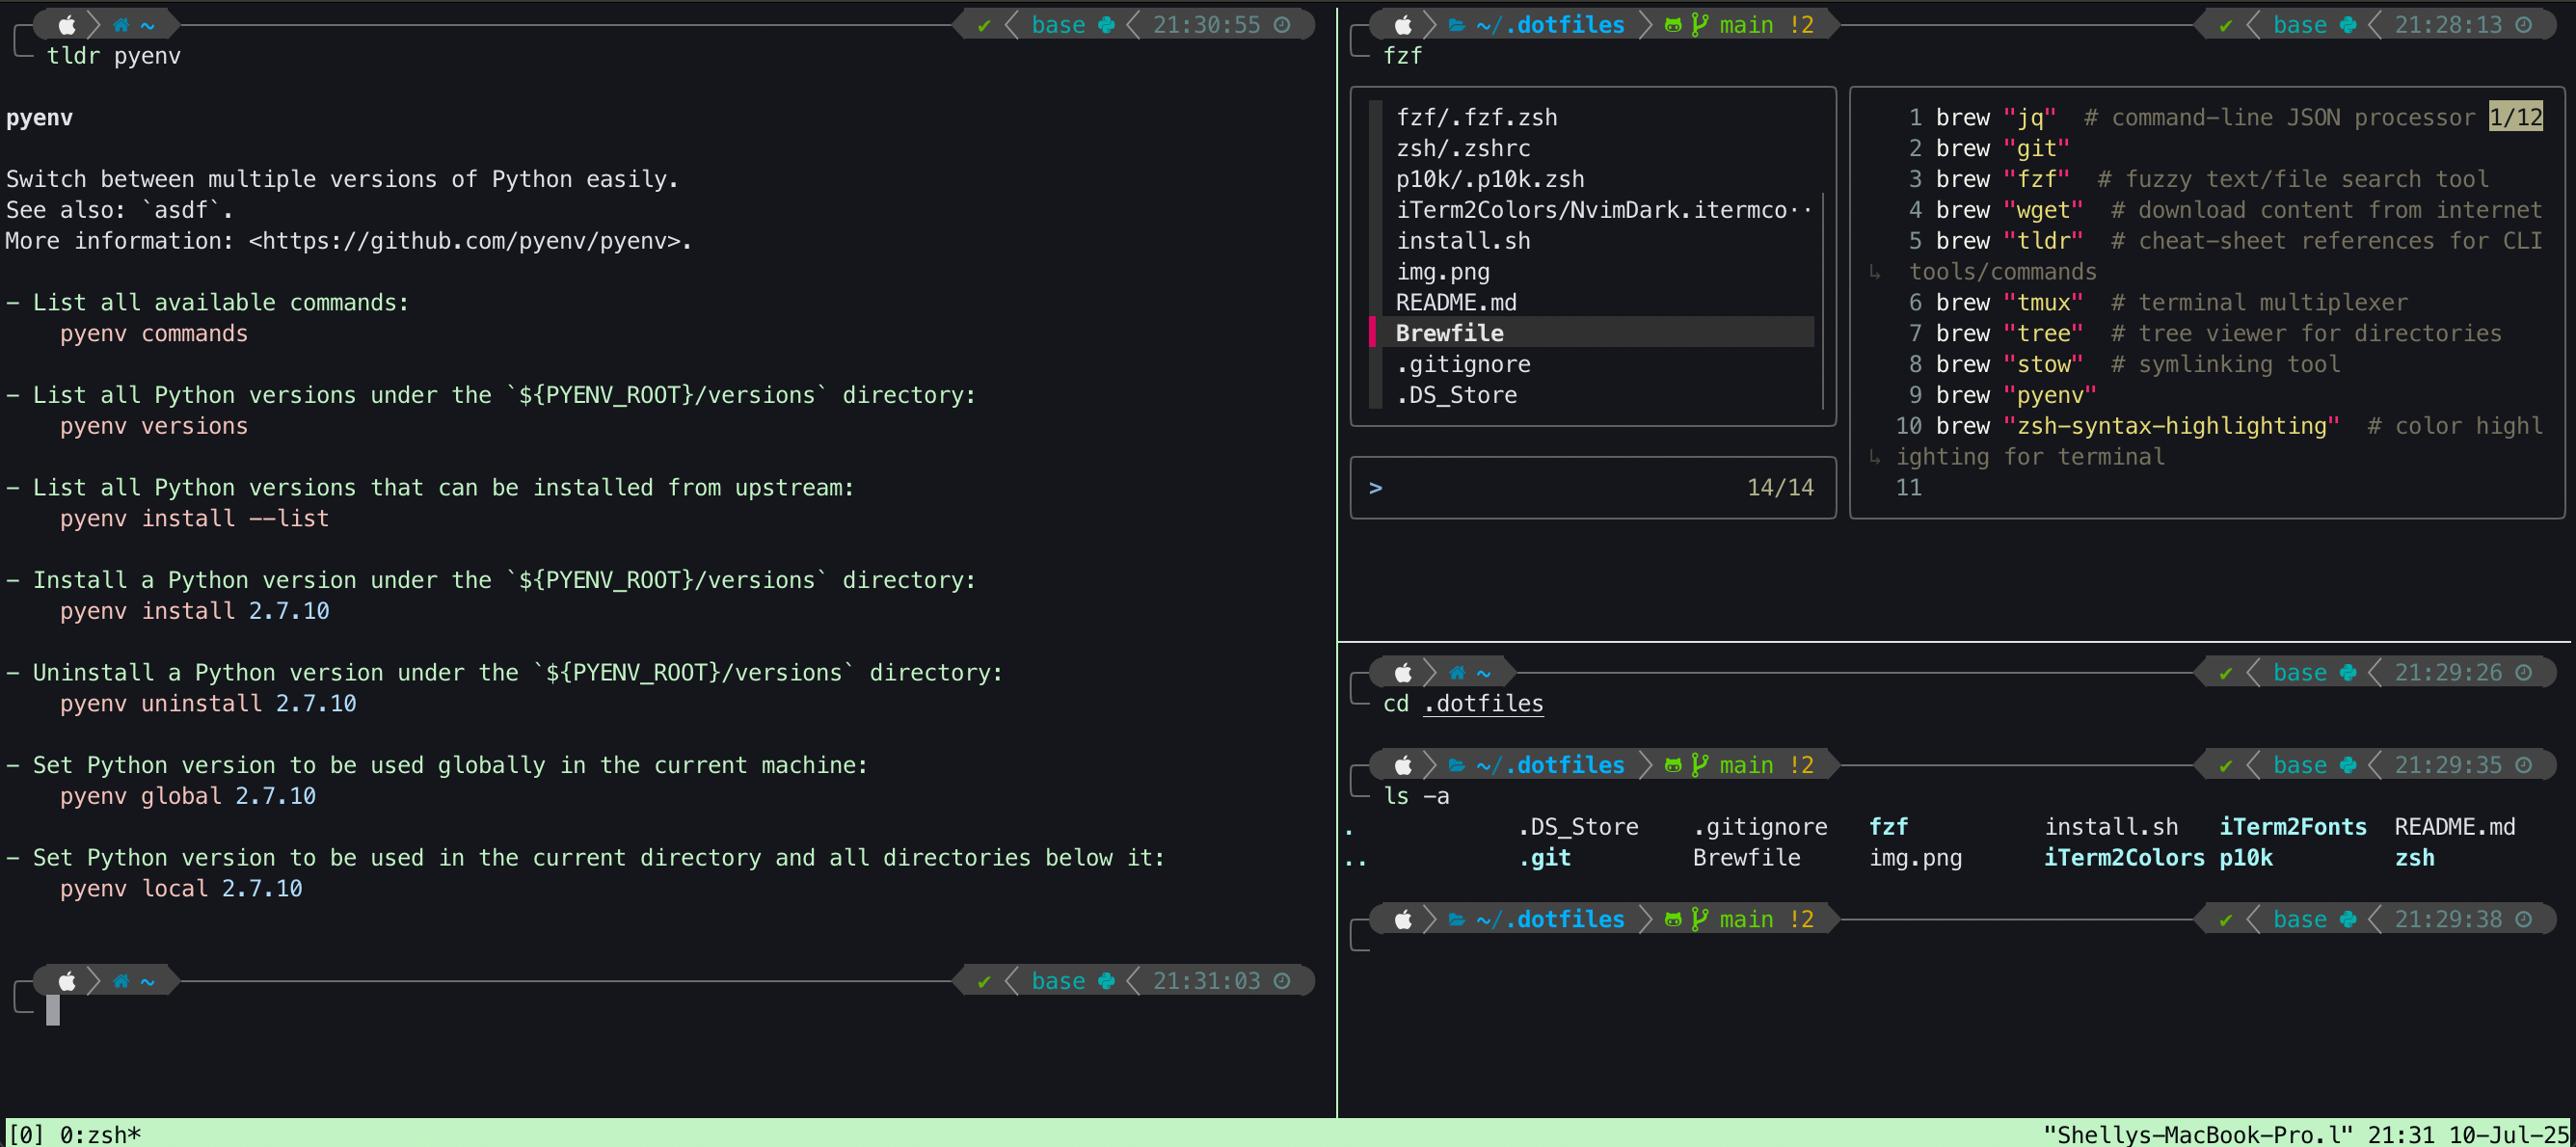 ~ ✔ base 21:30:55
tldr pyenv
pyenv
Switch between multiple versions of Python easily.
See also: `asdf`.
More information: <https://github.com/pyenv/pyenv>.
- List all available commands:
pyenv commands
- List all Python versions under the `${PYENV_ROOT}/versions` directory:
pyenv versions
- List all Python versions that can be installed from upstream:
pyenv install --list
- Install a Python version under the `${PYENV_ROOT}/versions` directory:
pyenv install 2.7.10
- Uninstall a Python version under the `${PYENV_ROOT}/versions` directory:
pyenv uninstall 2.7.10
- Set Python version to be used globally in the current machine:
pyenv global 2.7.10
- Set Python version to be used in the current directory and all directories below it:
pyenv local 2.7.10
~ ✔ base 21:31:03
~/.dotfiles main !2 ✔ base 21:28:13
fzf
fzf/.fzf.zsh
zsh/.zshrc
p10k/.p10k.zsh
iTerm2Colors/NvimDark.itermco··
install.sh
img.png
README.md
Brewfile
.gitignore
.DS_Store
> 14/14
1 brew "jq" # command-line JSON processor 1/12
2 brew "git"
3 brew "fzf" # fuzzy text/file search tool
4 brew "wget" # download content from internet
5 brew "tldr" # cheat-sheet references for CLI
↳ tools/commands
6 brew "tmux" # terminal multiplexer
7 brew "tree" # tree viewer for directories
8 brew "stow" # symlinking tool
9 brew "pyenv"
10 brew "zsh-syntax-highlighting" # color highl
↳ ighting for terminal
11
~ ✔ base 21:29:26
cd .dotfiles
~/.dotfiles main !2 ✔ base 21:29:35
ls -a
. .DS_Store .gitignore fzf install.sh iTerm2Fonts README.md
.. .git Brewfile img.png iTerm2Colors p10k zsh
~/.dotfiles main !2 ✔ base 21:29:38
[0] 0:zsh* "Shellys-MacBook-Pro.l" 21:31 10-Jul-25